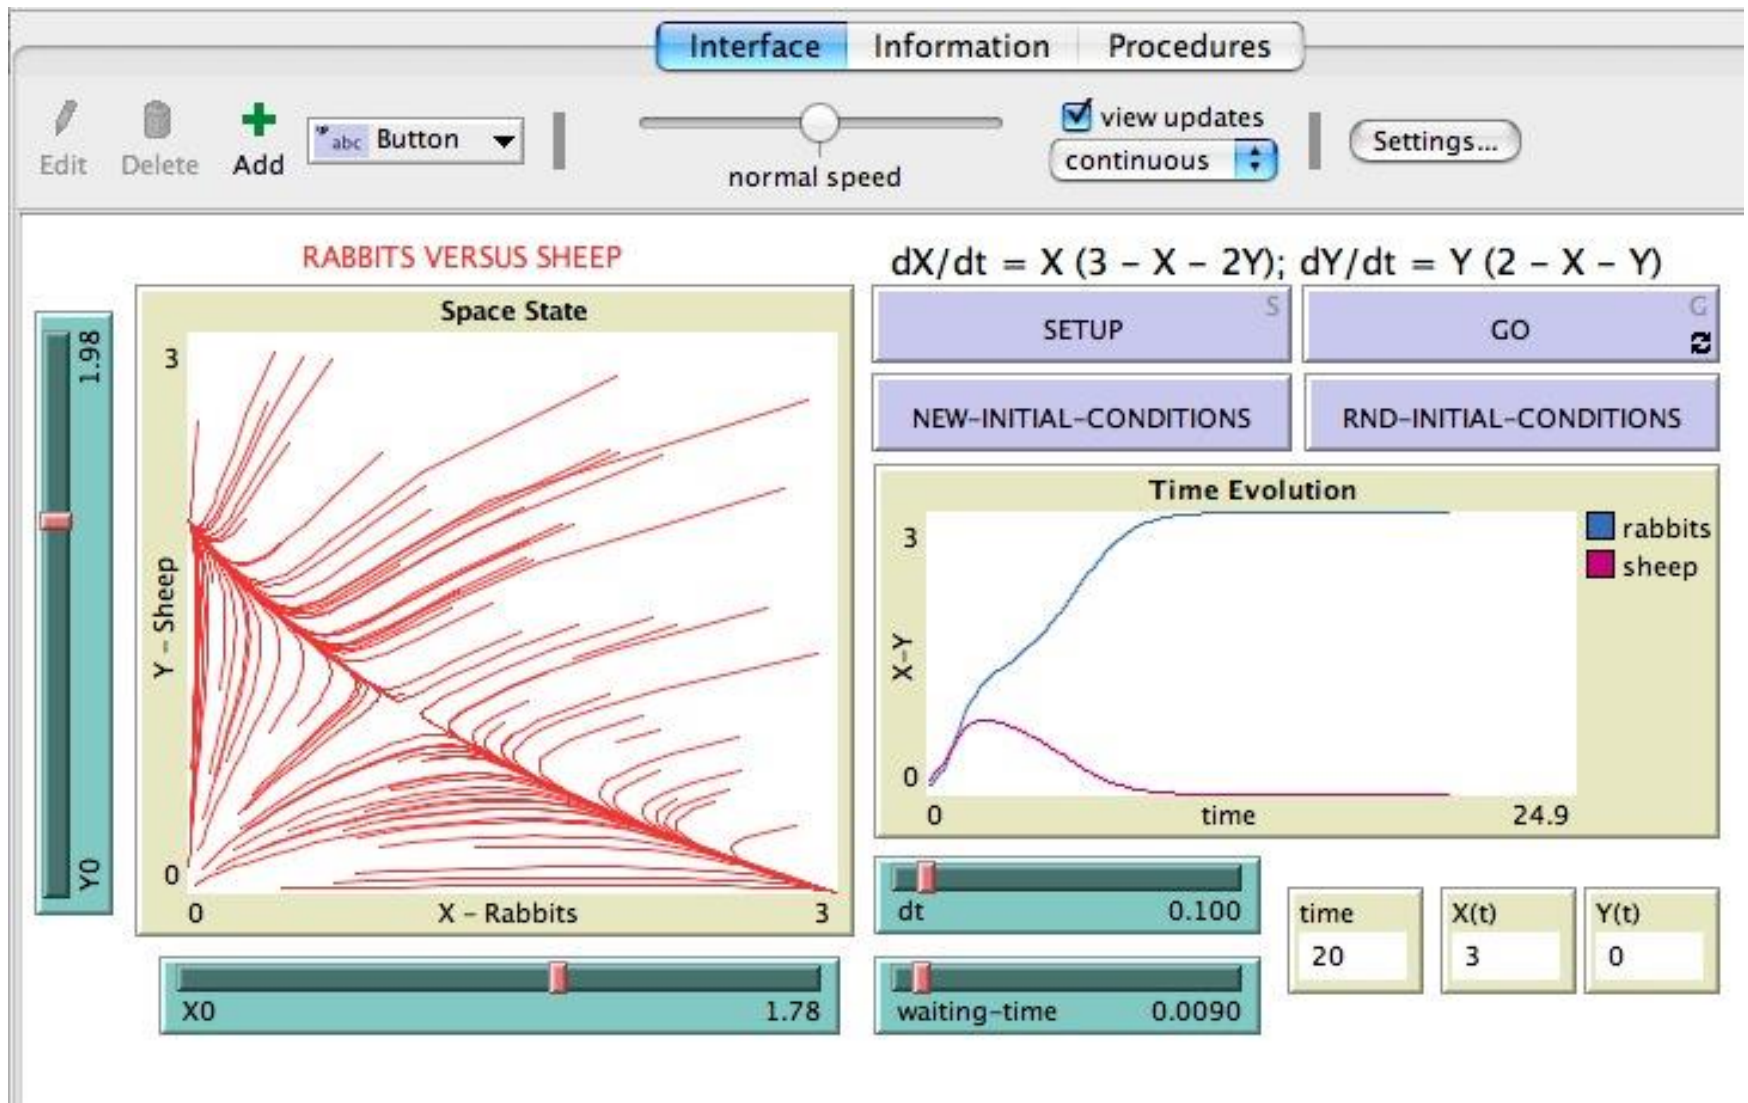 Interface Information Procedures
Edit Delete Add abc Button normal speed view updates continuous Settings...
RABBITS VERSUS SHEEP
dX/dt = X (3 – X – 2Y); dY/dt = Y (2 – X – Y)
1.98
Y0
Space State
3
Y – Sheep
0
0 X – Rabbits 3
X0 1.78
SETUP S
GO G
NEW-INITIAL-CONDITIONS
RND-INITIAL-CONDITIONS
Time Evolution
3
X-Y
0
0 time 24.9
rabbits
sheep
dt 0.100
waiting-time 0.0090
time
20
X(t)
3
Y(t)
0